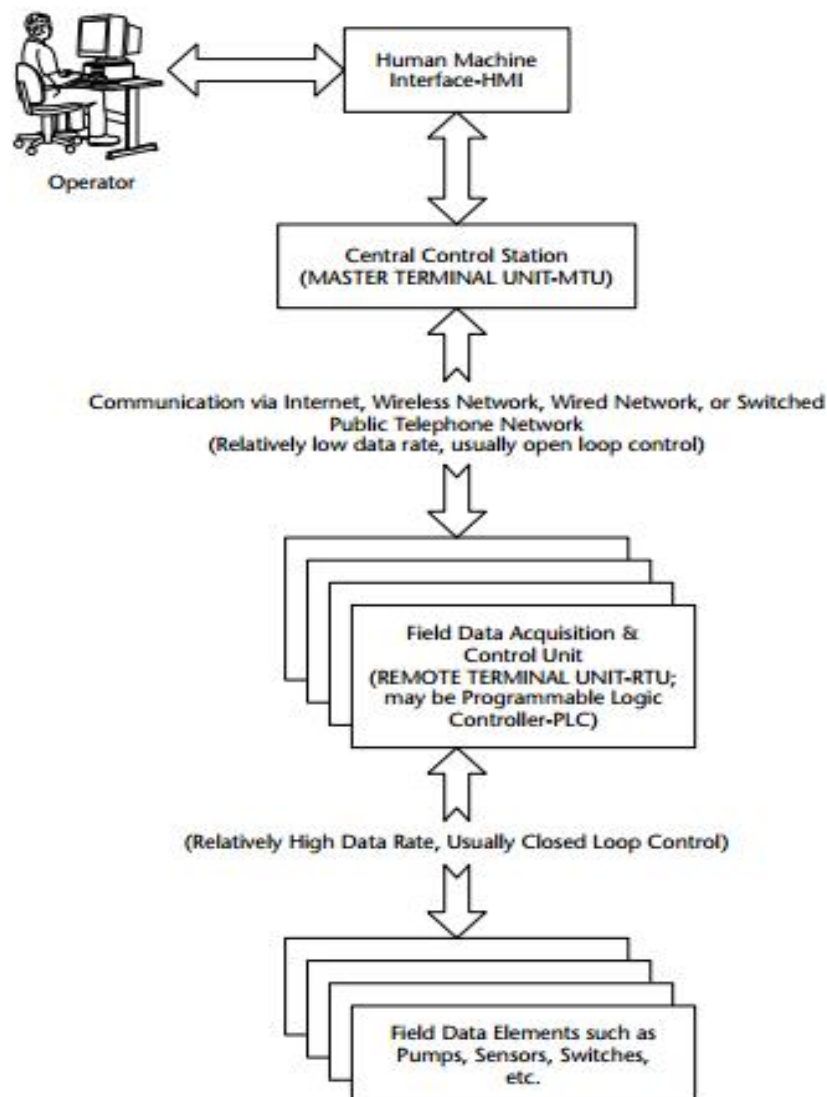 Human Machine
Interface-HMI
Operator
Central Control Station
(MASTER TERMINAL UNIT-MTU)
Communication via Internet, Wireless Network, Wired Network, or Switched
Public Telephone Network
(Relatively low data rate, usually open loop control)
Field Data Acquisition &
Control Unit
(REMOTE TERMINAL UNIT-RTU;
may be Programmable Logic
Controller-PLC)
(Relatively High Data Rate, Usually Closed Loop Control)
Field Data Elements such as
Pumps, Sensors, Switches,
etc.